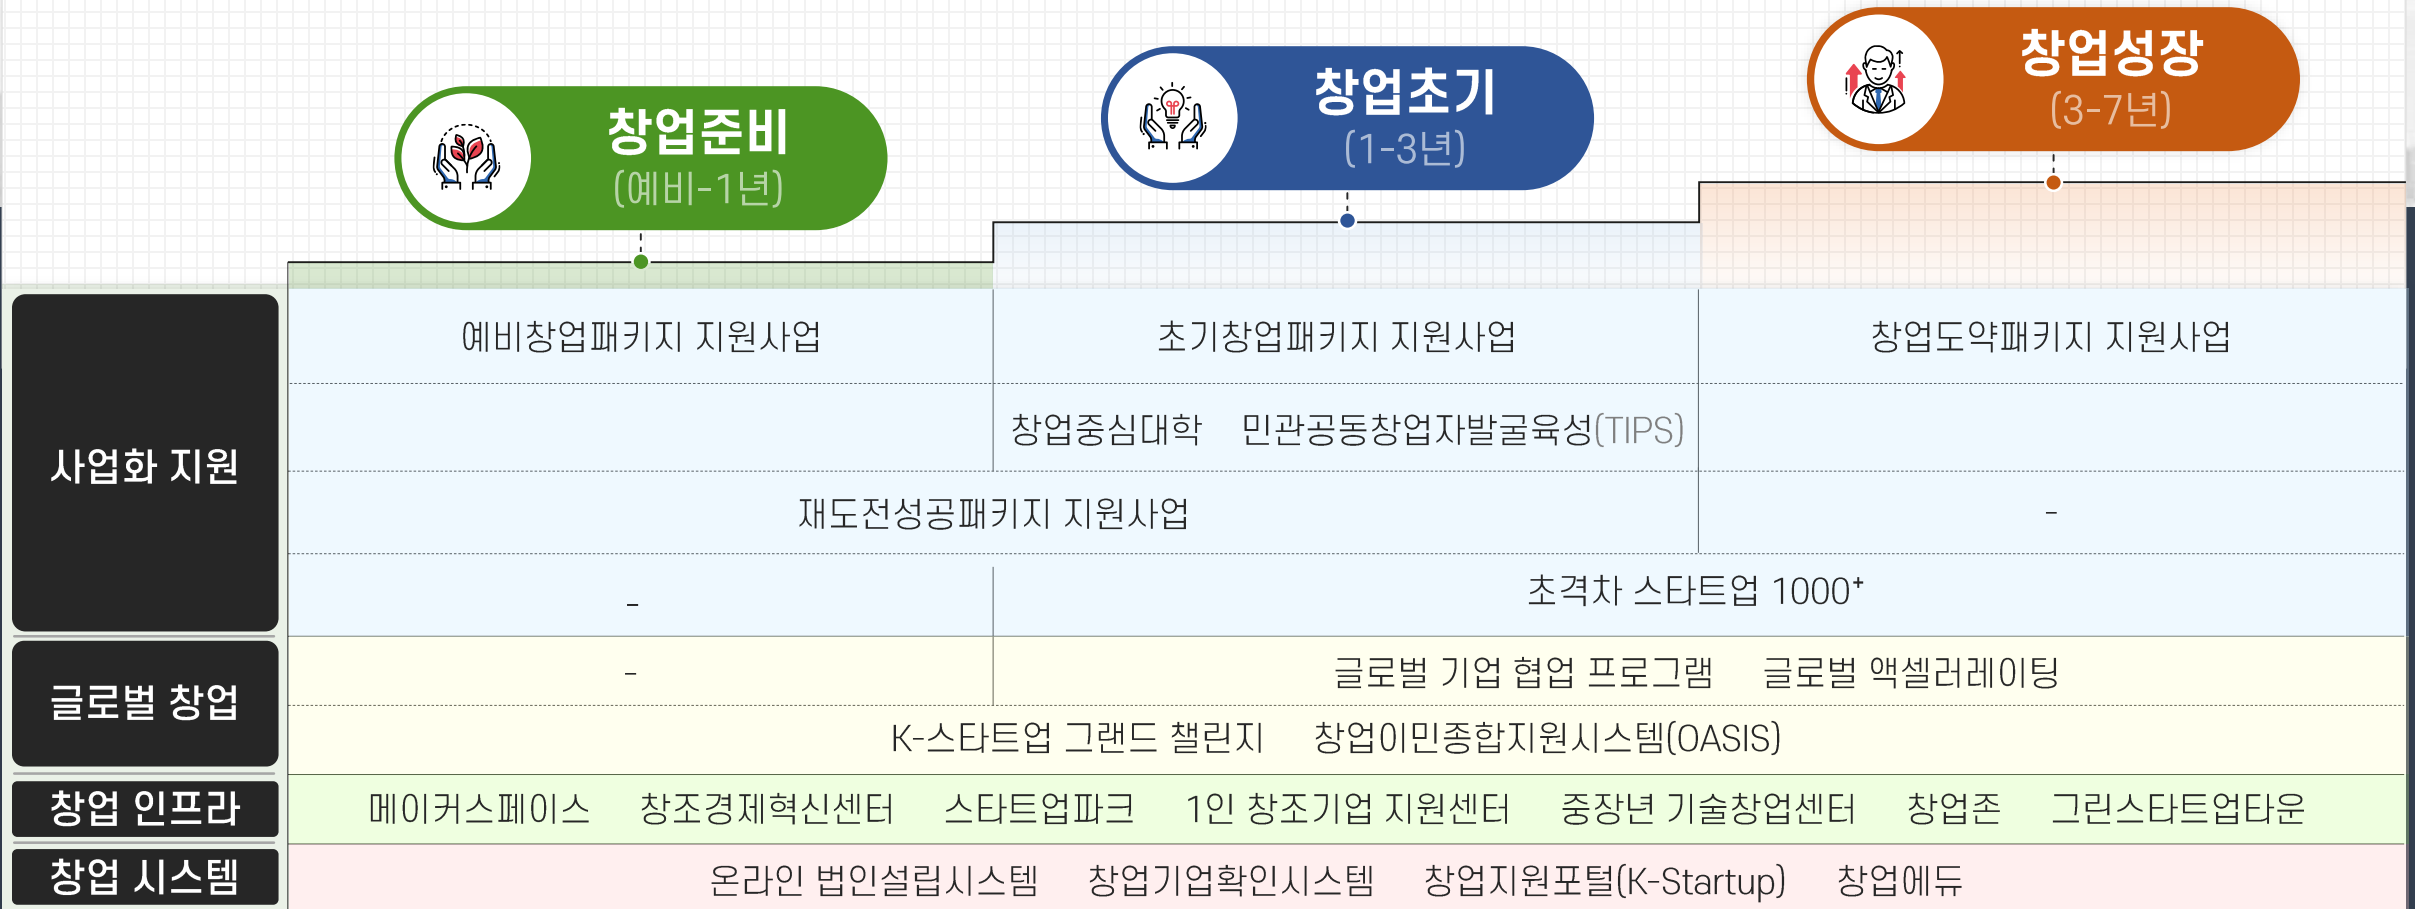 창업준비
(예비-1년)
창업초기
(1-3년)
창업성장
(3-7년)
사업화 지원
예비창업패키지 지원사업
초기창업패키지 지원사업
창업도약패키지 지원사업
창업중심대학 민관공동창업자발굴육성(TIPS)
재도전성공패키지 지원사업
-
-
초격차 스타트업 1000+
글로벌 창업
-
글로벌 기업 협업 프로그램 글로벌 액셀러레이팅
K-스타트업 그랜드 챌린지 창업이민종합지원시스템(OASIS)
창업 인프라
메이커스페이스 창조경제혁신센터 스타트업파크 1인 창조기업 지원센터 중장년 기술창업센터 창업존 그린스타트업타운
창업 시스템
온라인 법인설립시스템 창업기업확인시스템 창업지원포털(K-Startup) 창업에듀